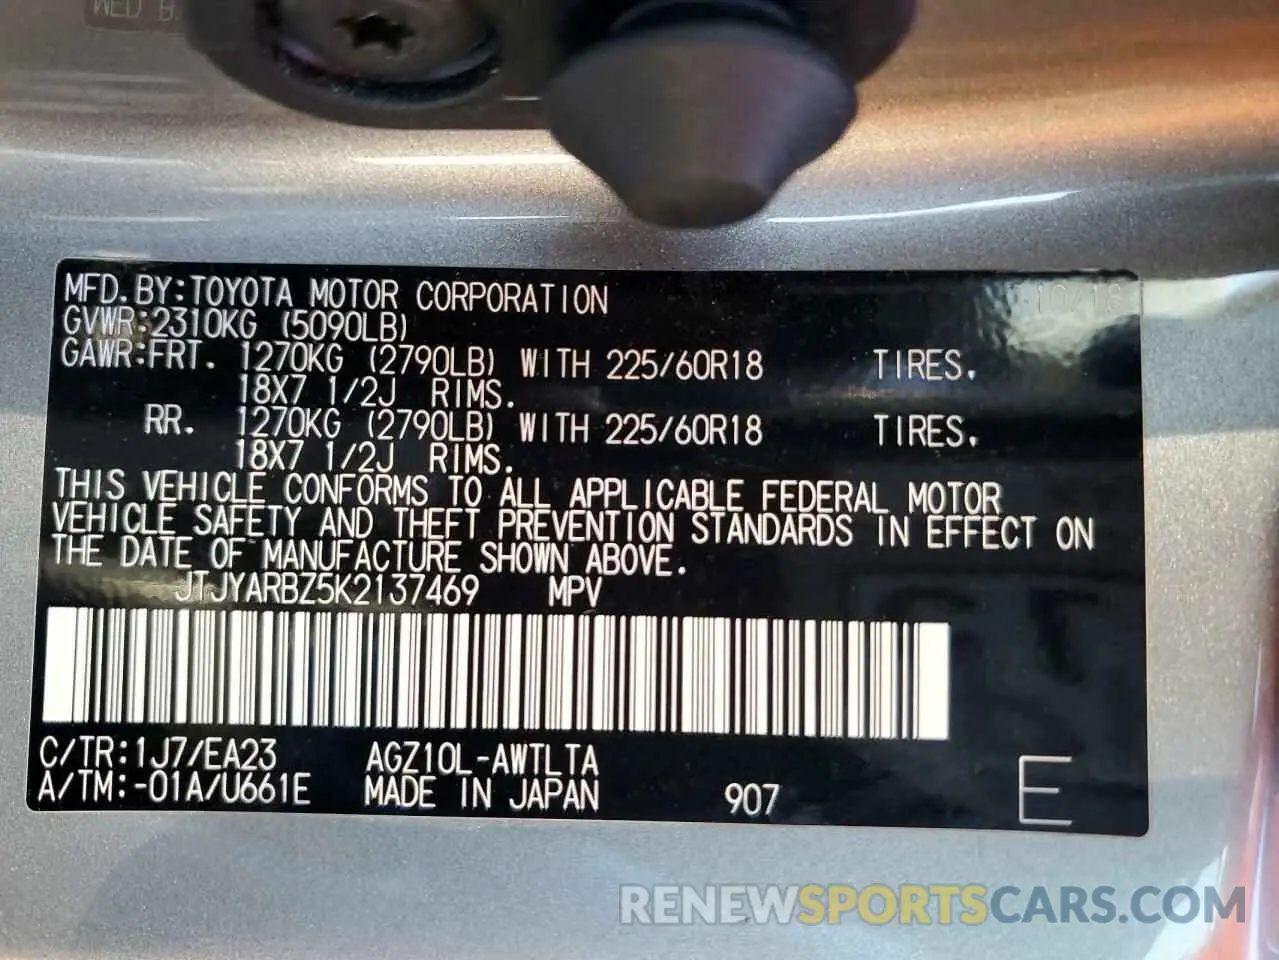 MFD.BY:TOYOTA MOTOR CORPORATION 10/18
GVWR:2310KG (5090LB)
GAWR:FRT. 1270KG (2790LB) WITH 225/60R18 TIRES.
18X7 1/2J RIMS.
RR. 1270KG (2790LB) WITH 225/60R18 TIRES.
18X7 1/2J RIMS.
THIS VEHICLE CONFORMS TO ALL APPLICABLE FEDERAL MOTOR
VEHICLE SAFETY AND THEFT PREVENTION STANDARDS IN EFFECT ON
THE DATE OF MANUFACTURE SHOWN ABOVE.
JTJYARBZ5K2137469 MPV
C/TR:1J7/EA23 AGZ10L-AWTLTA
A/TM:-01A/U661E MADE IN JAPAN 907 E
RENEWSPORTSCARS.COM